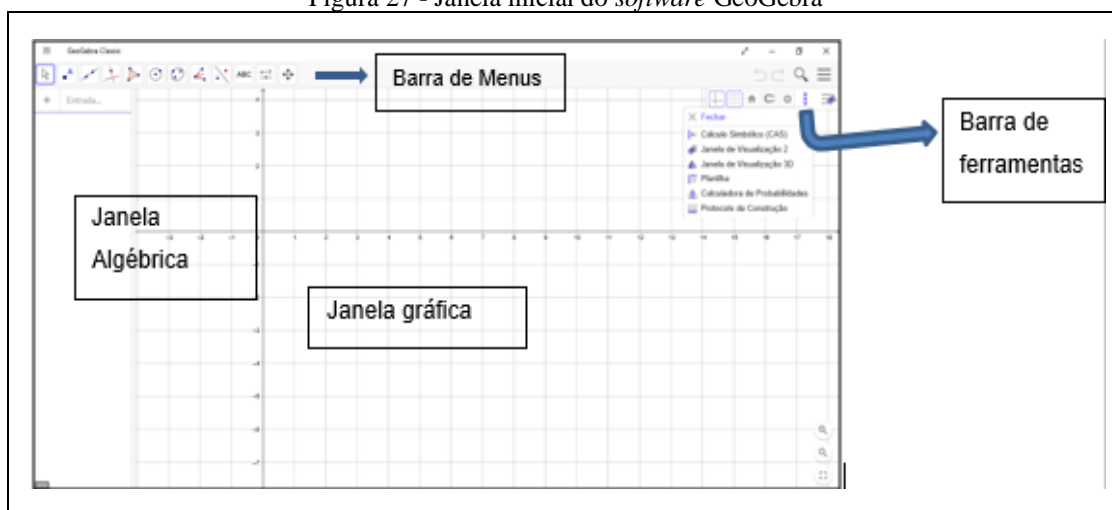 Figura 27 - Janela inicial do software GeoGebra
GeoGebra Classic
ABC
Barra de Menus
Entrada...
Fechar
Cálculo Simbólico (CAS)
Janela de Visualização 2
Janela de Visualização 3D
Planilha
Calculadora de Probabilidades
Protocolo de Construção
Barra de
ferramentas
Janela
Algébrica
Janela gráfica